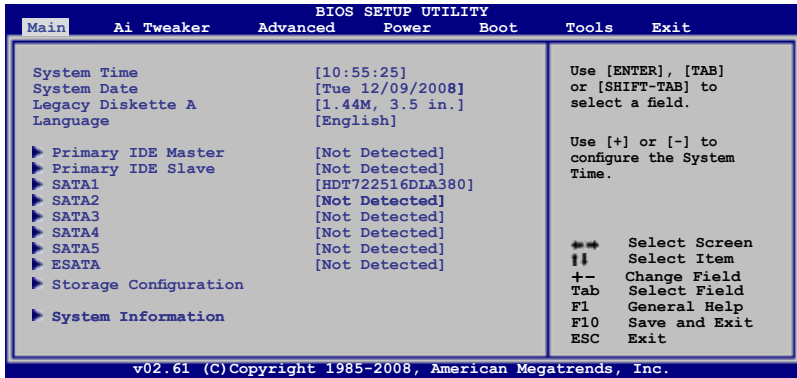 BIOS SETUP UTILITY
Main Ai Tweaker Advanced Power Boot Tools Exit
System Time [10:55:25]
System Date [Tue 12/09/2008]
Legacy Diskette A [1.44M, 3.5 in.]
Language [English]
Primary IDE Master [Not Detected]
Primary IDE Slave [Not Detected]
SATA1 [HDT722516DLA380]
SATA2 [Not Detected]
SATA3 [Not Detected]
SATA4 [Not Detected]
SATA5 [Not Detected]
ESATA [Not Detected]
Storage Configuration
System Information
Use [ENTER], [TAB]
or [SHIFT-TAB] to
select a field.
Use [+] or [-] to
configure the System
Time.
←→ Select Screen
↑↓ Select Item
+- Change Field
Tab Select Field
F1 General Help
F10 Save and Exit
ESC Exit
v02.61 (C)Copyright 1985-2008, American Megatrends, Inc.